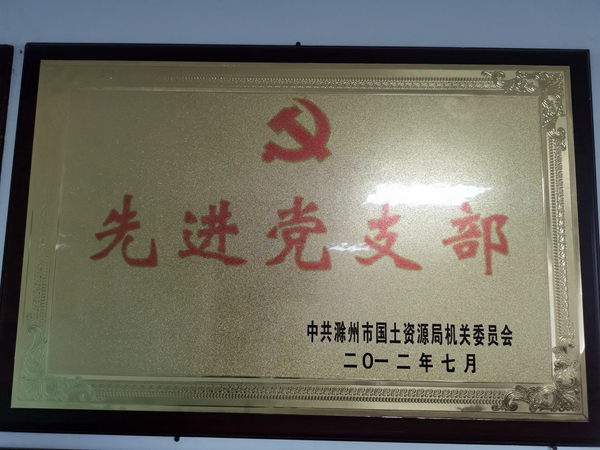 先进党支部
中共滁州市国土资源局机关委员会
二〇一二年七月